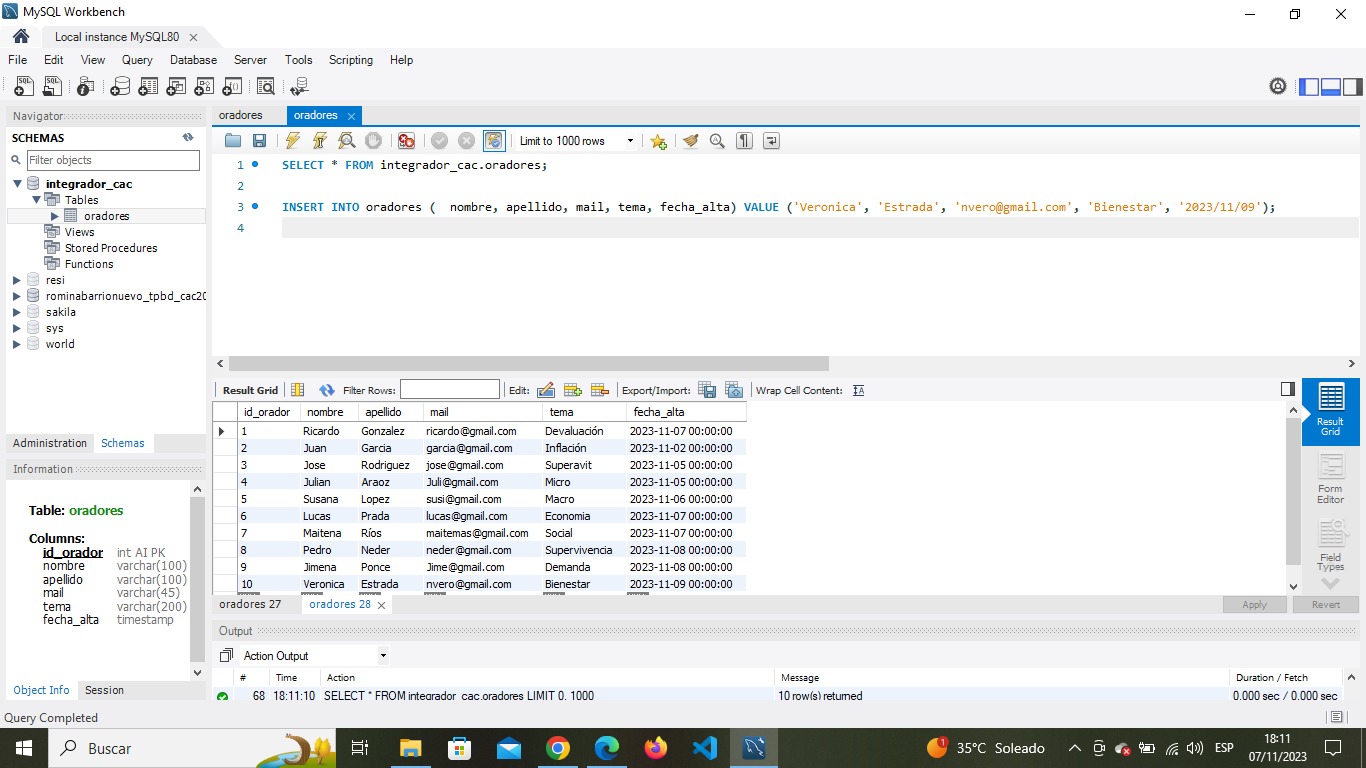 MySQL Workbench
Local instance MySQL80
File Edit View Query Database Server Tools Scripting Help
Navigator
SCHEMAS
Filter objects
integrador_cac
Tables
oradores
Views
Stored Procedures
Functions
resi
rominabarrionuevo_tpbd_cac20
sakila
sys
world
Administration Schemas
Information
Table: oradores
Columns:
id_orador int AI PK
nombre varchar(100)
apellido varchar(100)
mail varchar(45)
tema varchar(200)
fecha_alta timestamp
Object Info Session
oradores oradores
Limit to 1000 rows
1 SELECT * FROM integrador_cac.oradores;
2
3 INSERT INTO oradores ( nombre, apellido, mail, tema, fecha_alta) VALUE ('Veronica', 'Estrada', 'nvero@gmail.com', 'Bienestar', '2023/11/09');
4
Result Grid Filter Rows: Edit: Export/Import: Wrap Cell Content:
id_orador nombre apellido mail tema fecha_alta
1 Ricardo Gonzalez ricardo@gmail.com Devaluación 2023-11-07 00:00:00
2 Juan Garcia garcia@gmail.com Inflación 2023-11-02 00:00:00
3 Jose Rodriguez jose@gmail.com Superavit 2023-11-05 00:00:00
4 Julian Araoz Juli@gmail.com Micro 2023-11-05 00:00:00
5 Susana Lopez susi@gmail.com Macro 2023-11-06 00:00:00
6 Lucas Prada lucas@gmail.com Economia 2023-11-07 00:00:00
7 Maitena Ríos maitemas@gmail.com Social 2023-11-07 00:00:00
8 Pedro Neder neder@gmail.com Supervivencia 2023-11-08 00:00:00
9 Jimena Ponce Jime@gmail.com Demanda 2023-11-08 00:00:00
10 Veronica Estrada nvero@gmail.com Bienestar 2023-11-09 00:00:00
Result
Grid
Form
Editor
Field
Types
oradores 27 oradores 28 Apply Revert
Output
Action Output
# Time Action Message Duration / Fetch
68 18:11:10 SELECT * FROM integrador_cac.oradores LIMIT 0, 1000 10 row(s) returned 0.000 sec / 0.000 sec
Query Completed
Buscar
1 35°C Soleado ESP 18:11
07/11/2023